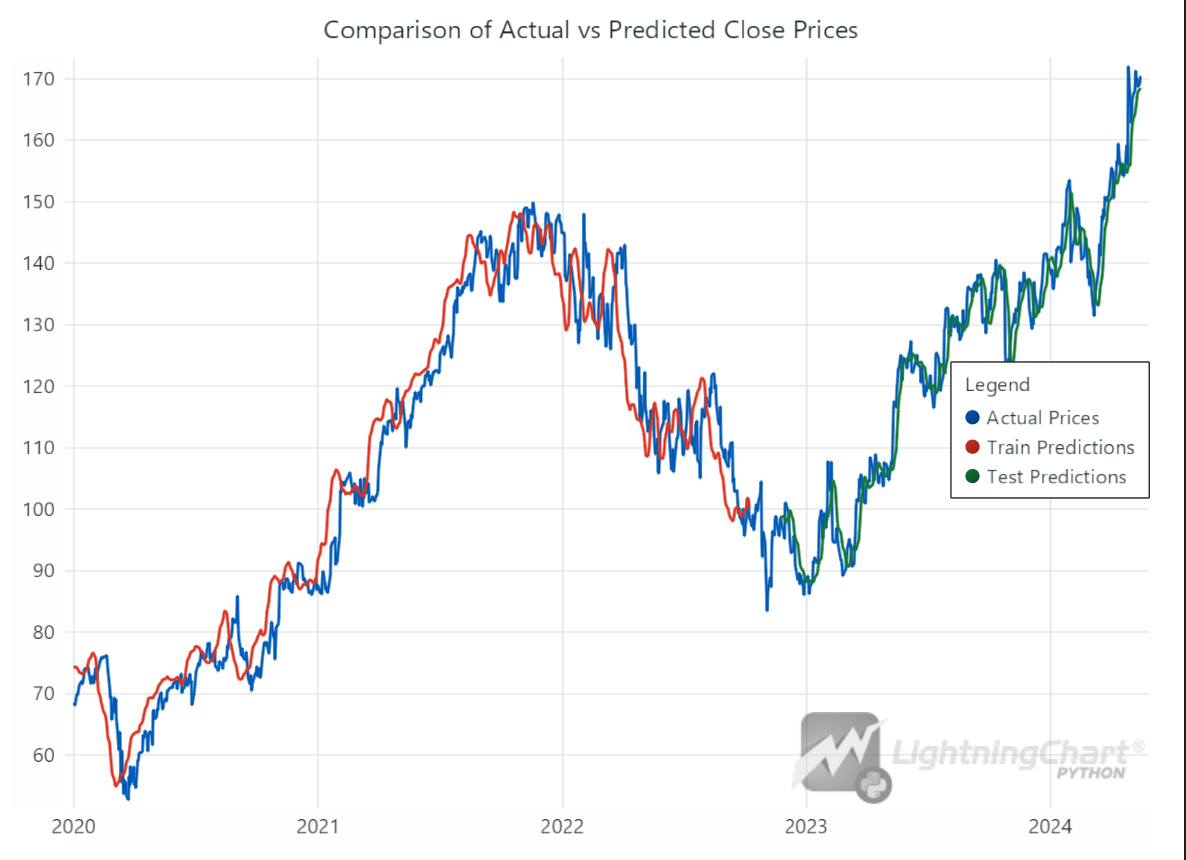 Comparison of Actual vs Predicted Close Prices
170
160
150
140
130
120
110
100
90
80
70
60
Legend
Actual Prices
Train Predictions
Test Predictions
LightningChart®
PYTHON
2020 2021 2022 2023 2024